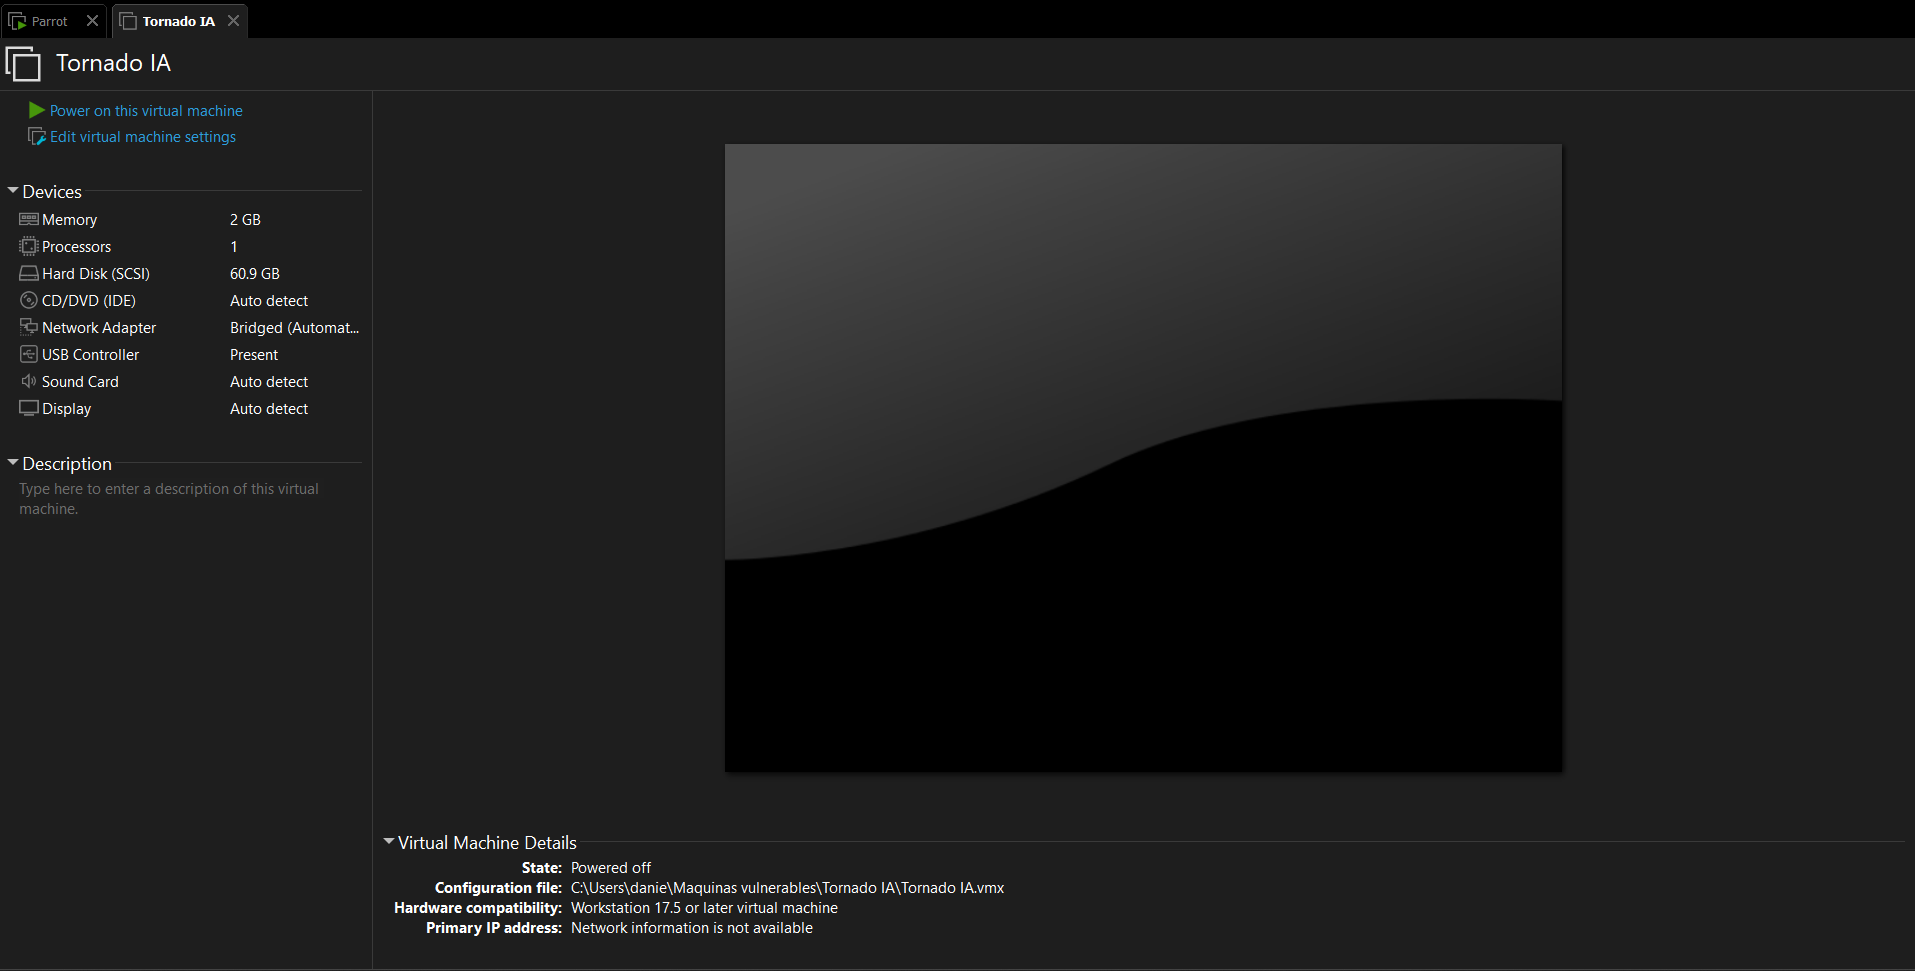 Parrot
Tornado IA
Tornado IA
Power on this virtual machine
Edit virtual machine settings
Devices
Memory 2 GB
Processors 1
Hard Disk (SCSI) 60.9 GB
CD/DVD (IDE) Auto detect
Network Adapter Bridged (Automat...
USB Controller Present
Sound Card Auto detect
Display Auto detect
Description
Type here to enter a description of this virtual
machine.
Virtual Machine Details
State: Powered off
Configuration file: C:\Users\danie\Maquinas vulnerables\Tornado IA\Tornado IA.vmx
Hardware compatibility: Workstation 17.5 or later virtual machine
Primary IP address: Network information is not available